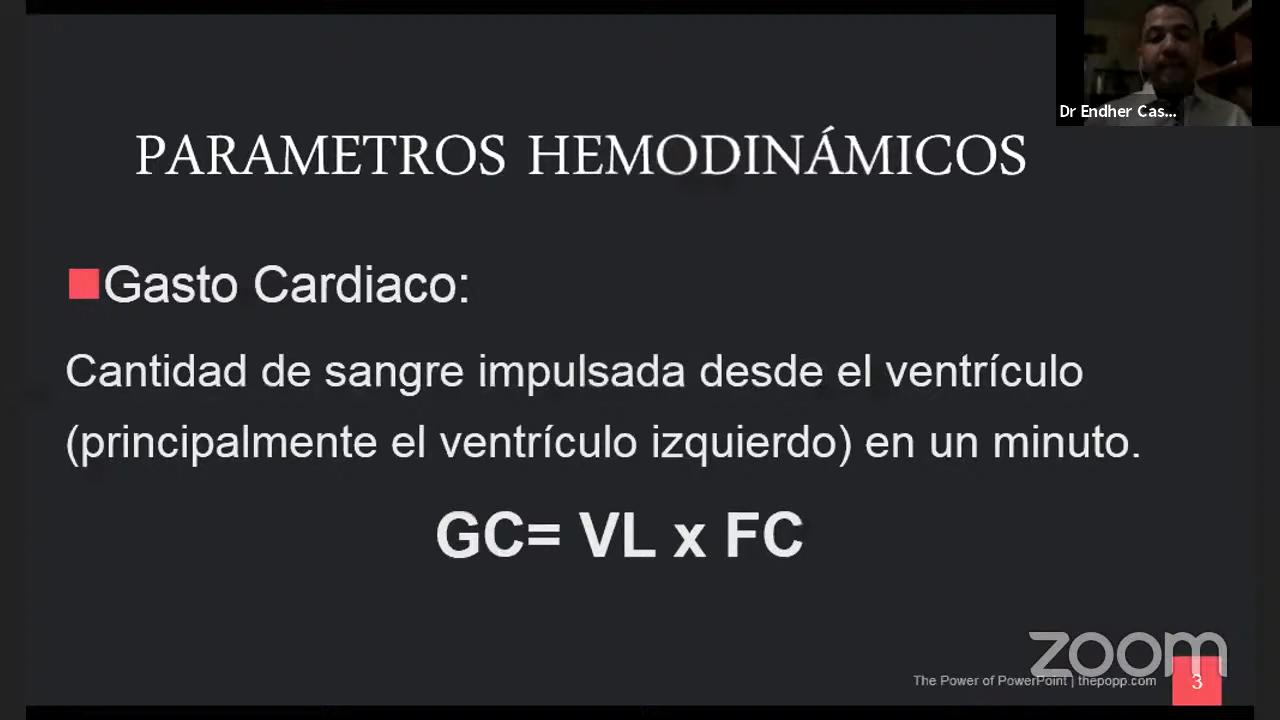 Dr Endher Cas...
PARAMETROS HEMODINÁMICOS
Gasto Cardiaco:
Cantidad de sangre impulsada desde el ventrículo
(principalmente el ventrículo izquierdo) en un minuto.
GC= VL x FC
zoom
The Power of PowerPoint | thepopp.com
3